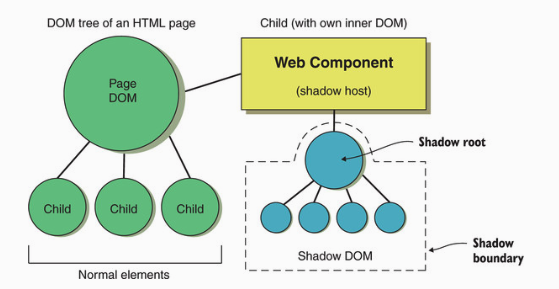 DOM tree of an HTML page
Child (with own inner DOM)
Page
DOM
Web Component
(shadow host)
Shadow root
Child
Child
Child
Shadow DOM
Shadow
boundary
Normal elements